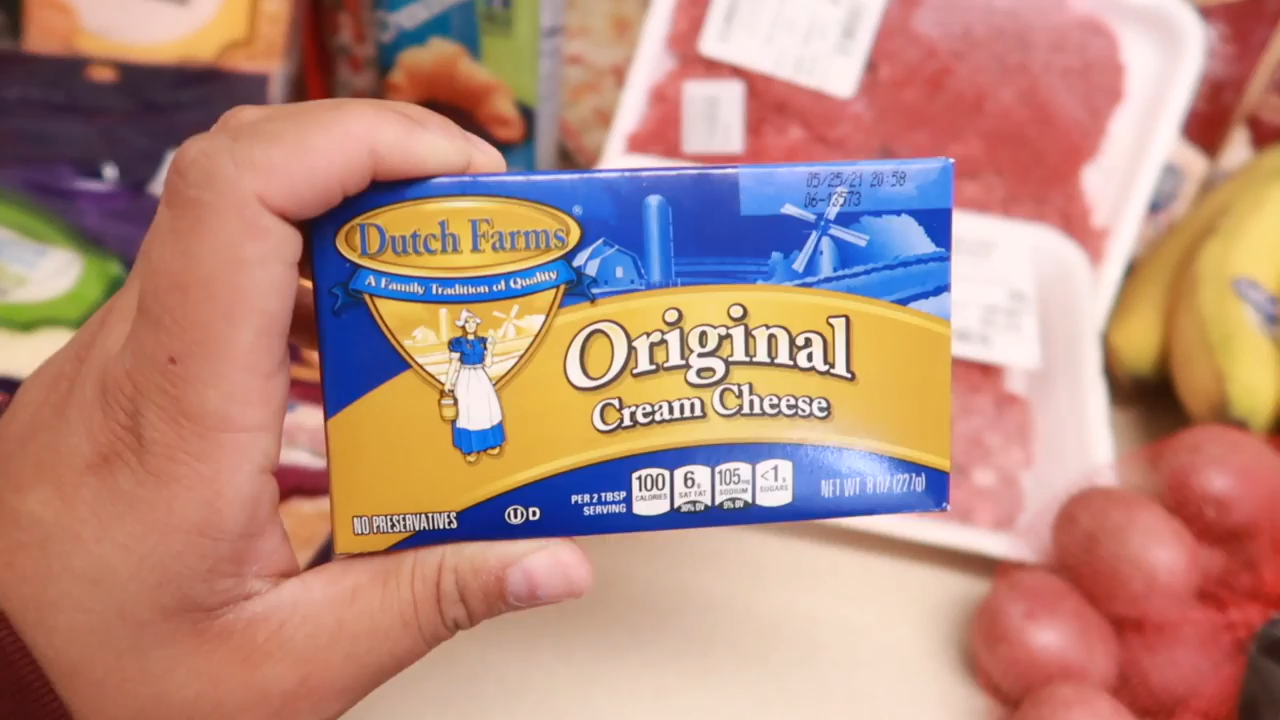 05/25/21 20:58
06-13573
Dutch Farms®
A Family Tradition of Quality
Original
Cream Cheese
PER 2 TBSP
SERVING
100
CALORIES
6g
SAT FAT
30% DV
105mg
SODIUM
5% DV
<1g
SUGARS
NET WT 8 OZ (227g)
NO PRESERVATIVES
U D